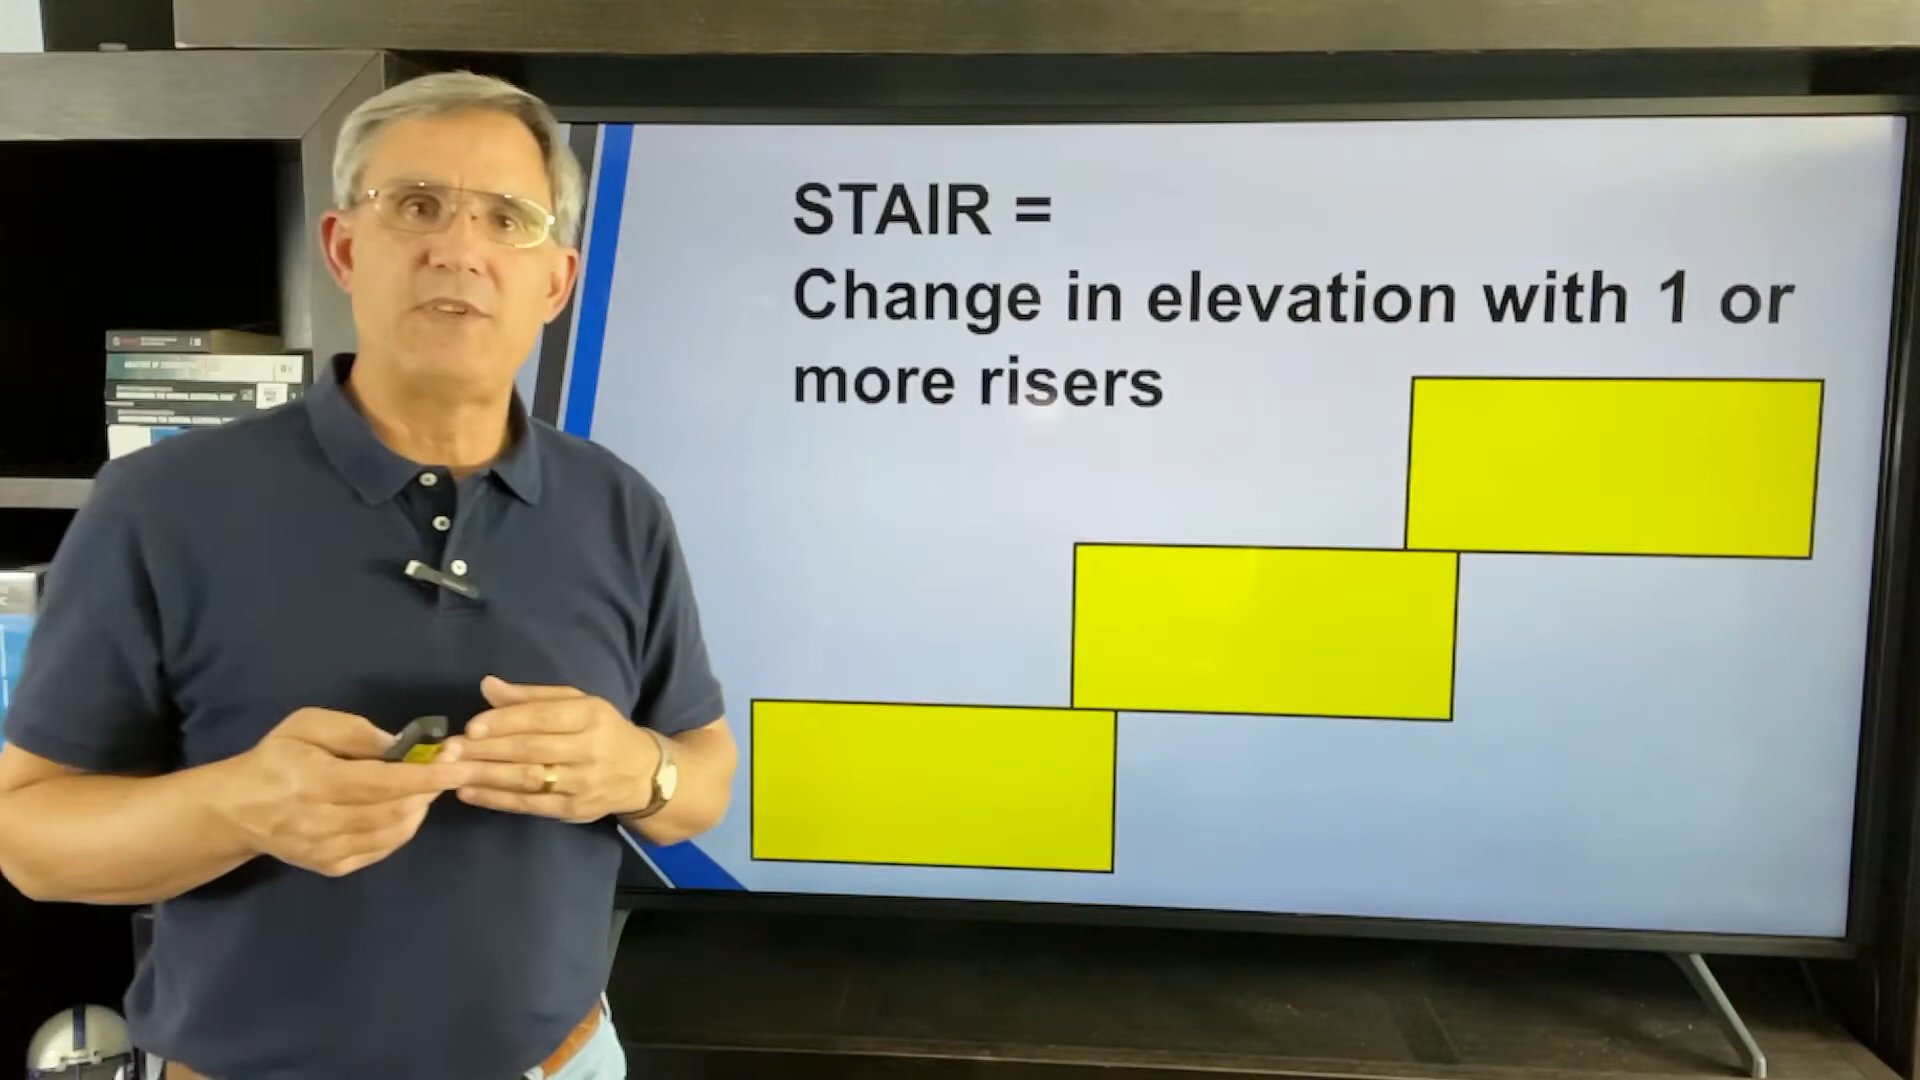 STAIR =
Change in elevation with 1 or
more risers